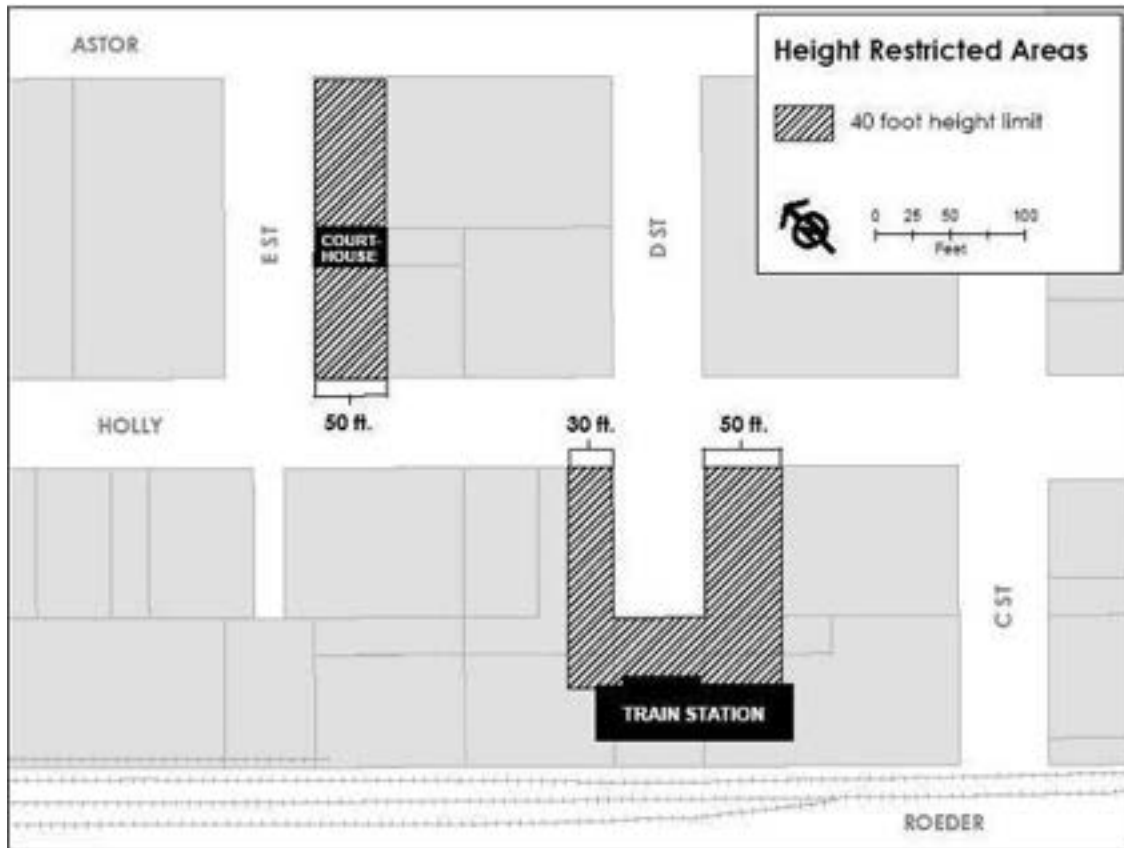 ASTOR
Height Restricted Areas
40 foot height limit
0 25 50 100
Feet
E ST
D ST
COURT-
HOUSE
50 ft.
HOLLY
30 ft.
50 ft.
C ST
TRAIN STATION
ROEDER